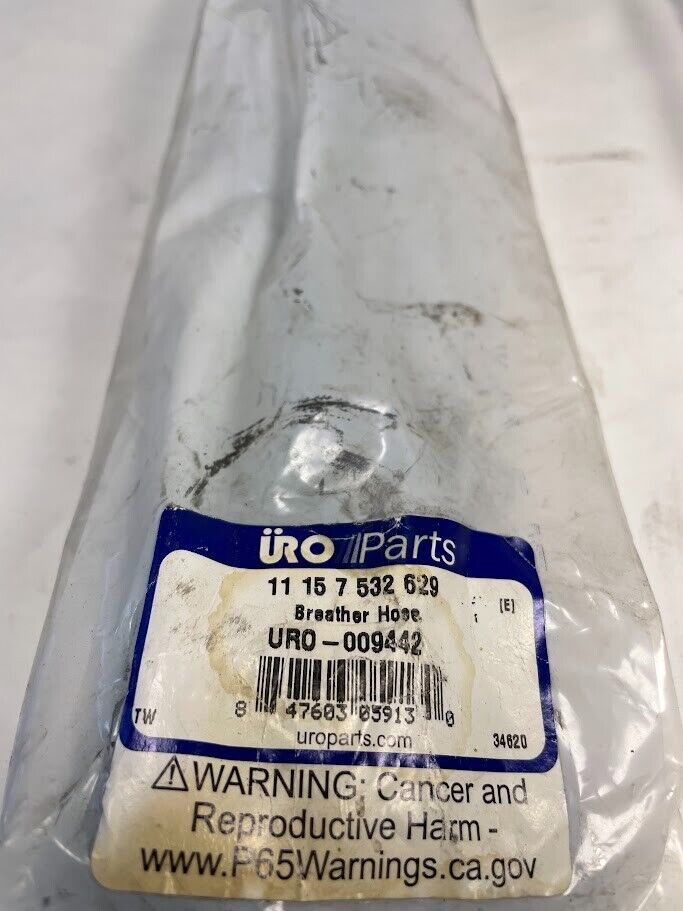 ÜRO///Parts
11 15 7 532 629
Breather Hose
[E]
URO-009442
8 47603 05913 0
TW
uroparts.com
34620
⚠WARNING: Cancer and
Reproductive Harm -
www.P65Warnings.ca.gov